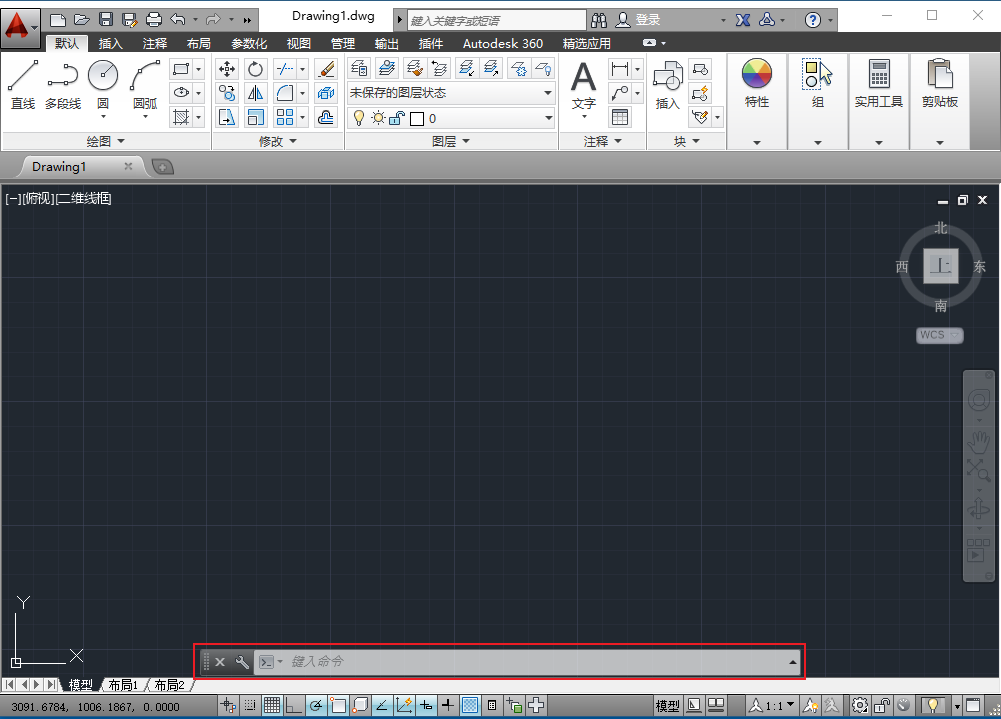 Drawing1.dwg
键入关键字或短语
登录
默认 插入 注释 布局 参数化 视图 管理 输出 插件 Autodesk 360 精选应用
直线 多段线 圆 圆弧
未保存的图层状态
0
A
文字 插入 特性 组 实用工具 剪贴板
绘图 修改 图层 注释 块
Drawing1
[−][俯视][二维线框]
北
西 上 东
南
WCS
Y
X
键入命令
模型 布局1 布局2
3091.6784, 1006.1867, 0.0000
模型
1:1